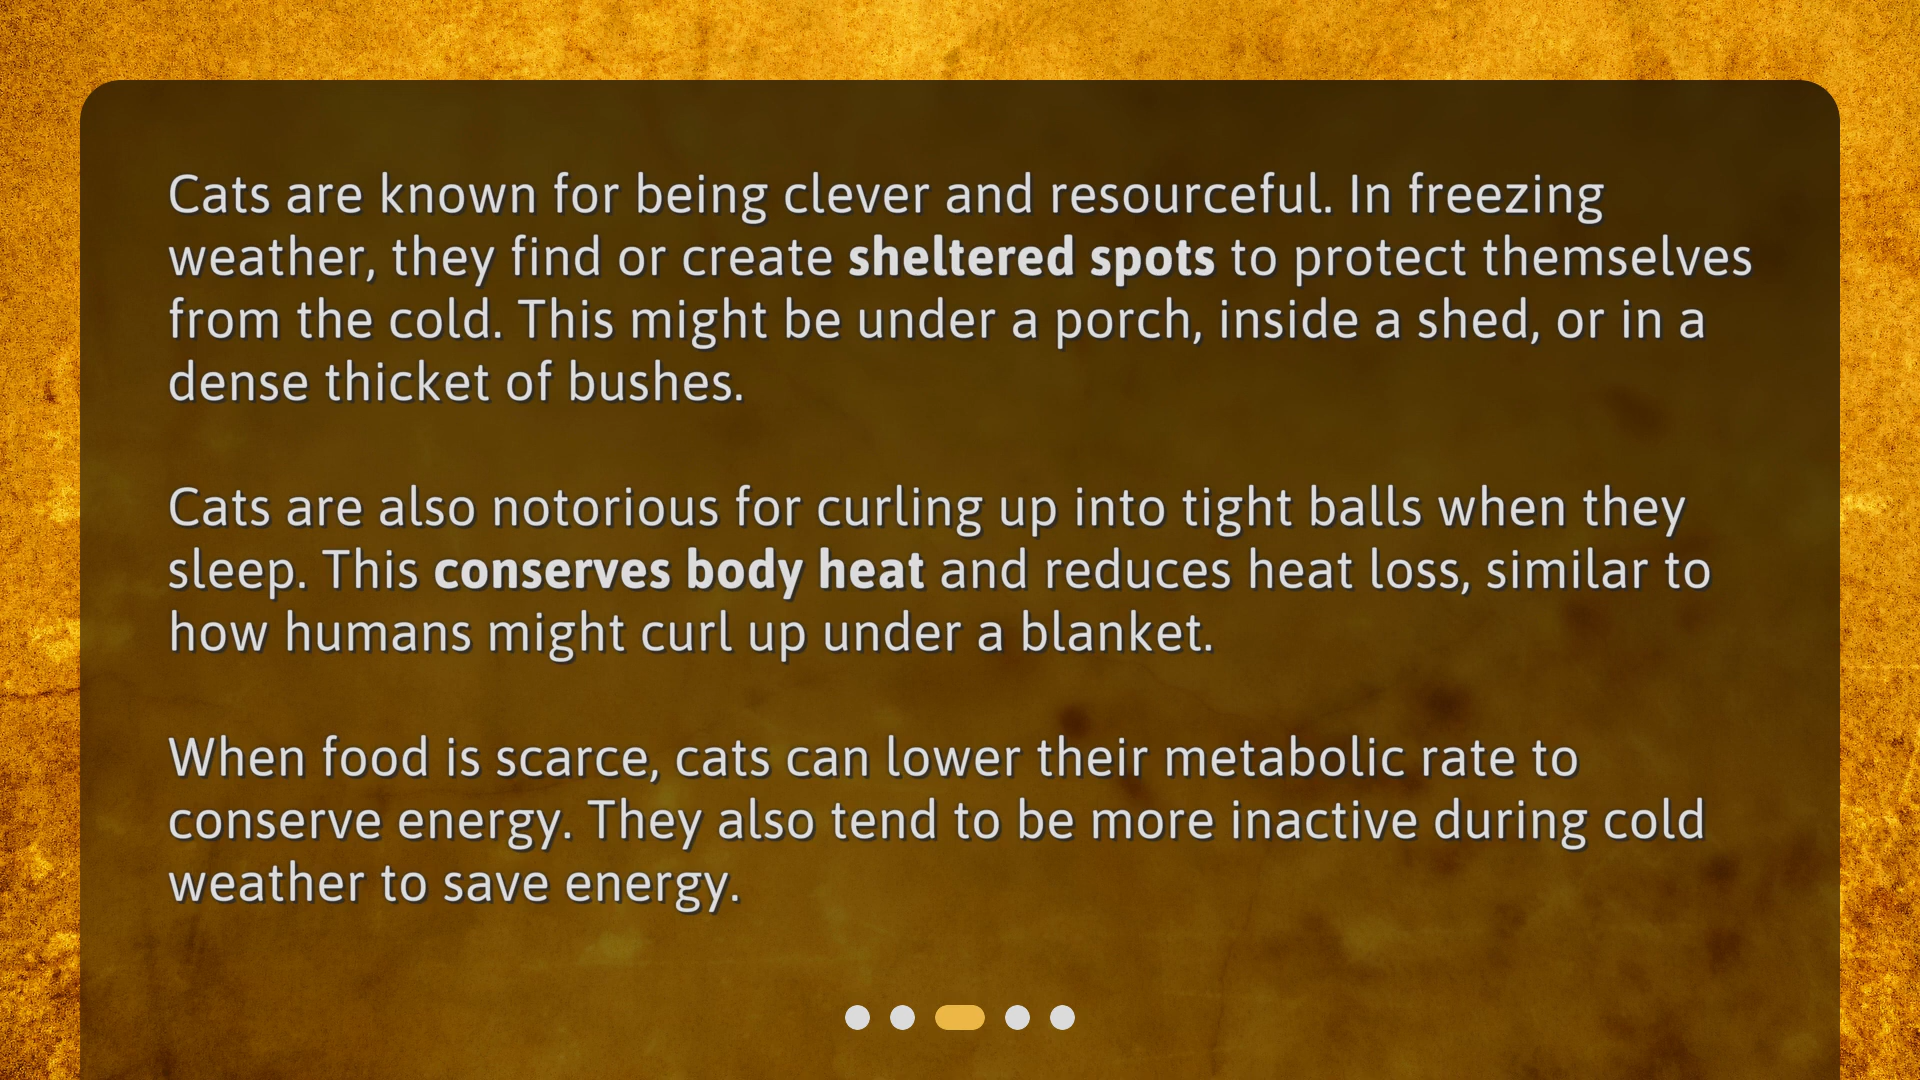 Cats are known for being clever and resourceful. In freezing
weather, they find or create sheltered spots to protect themselves
from the cold. This might be under a porch, inside a shed, or in a
dense thicket of bushes.
Cats are also notorious for curling up into tight balls when they
sleep. This conserves body heat and reduces heat loss, similar to
how humans might curl up under a blanket.
When food is scarce, cats can lower their metabolic rate to
conserve energy. They also tend to be more inactive during cold
weather to save energy.